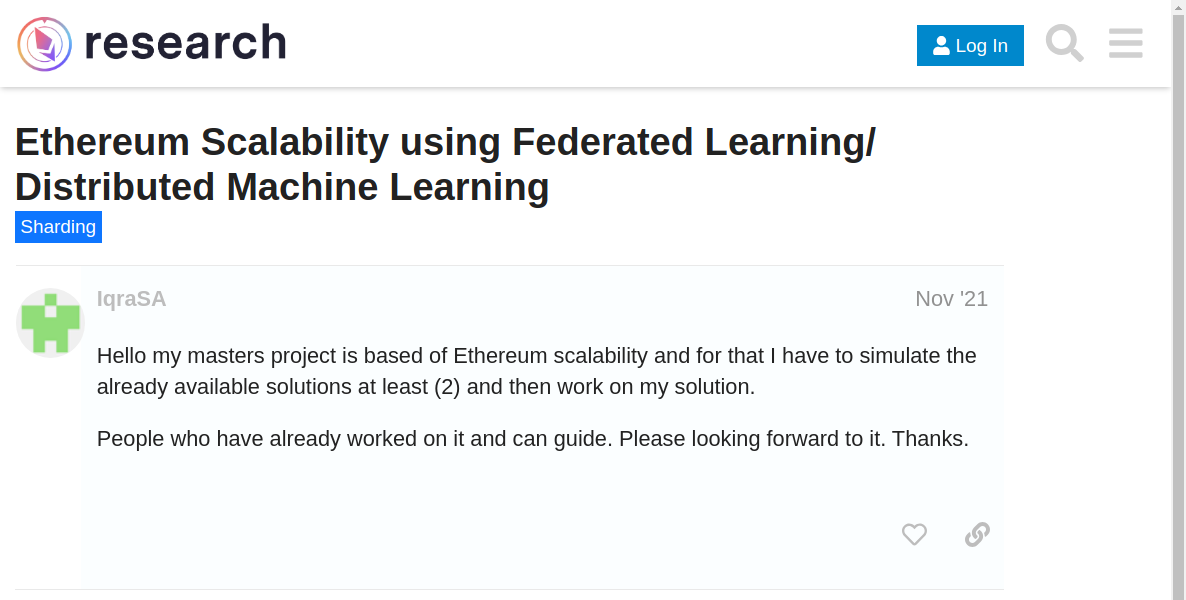 research
Log In
Ethereum Scalability using Federated Learning/
Distributed Machine Learning
Sharding
IqraSA
Nov '21
Hello my masters project is based of Ethereum scalability and for that I have to simulate the
already available solutions at least (2) and then work on my solution.
People who have already worked on it and can guide. Please looking forward to it. Thanks.